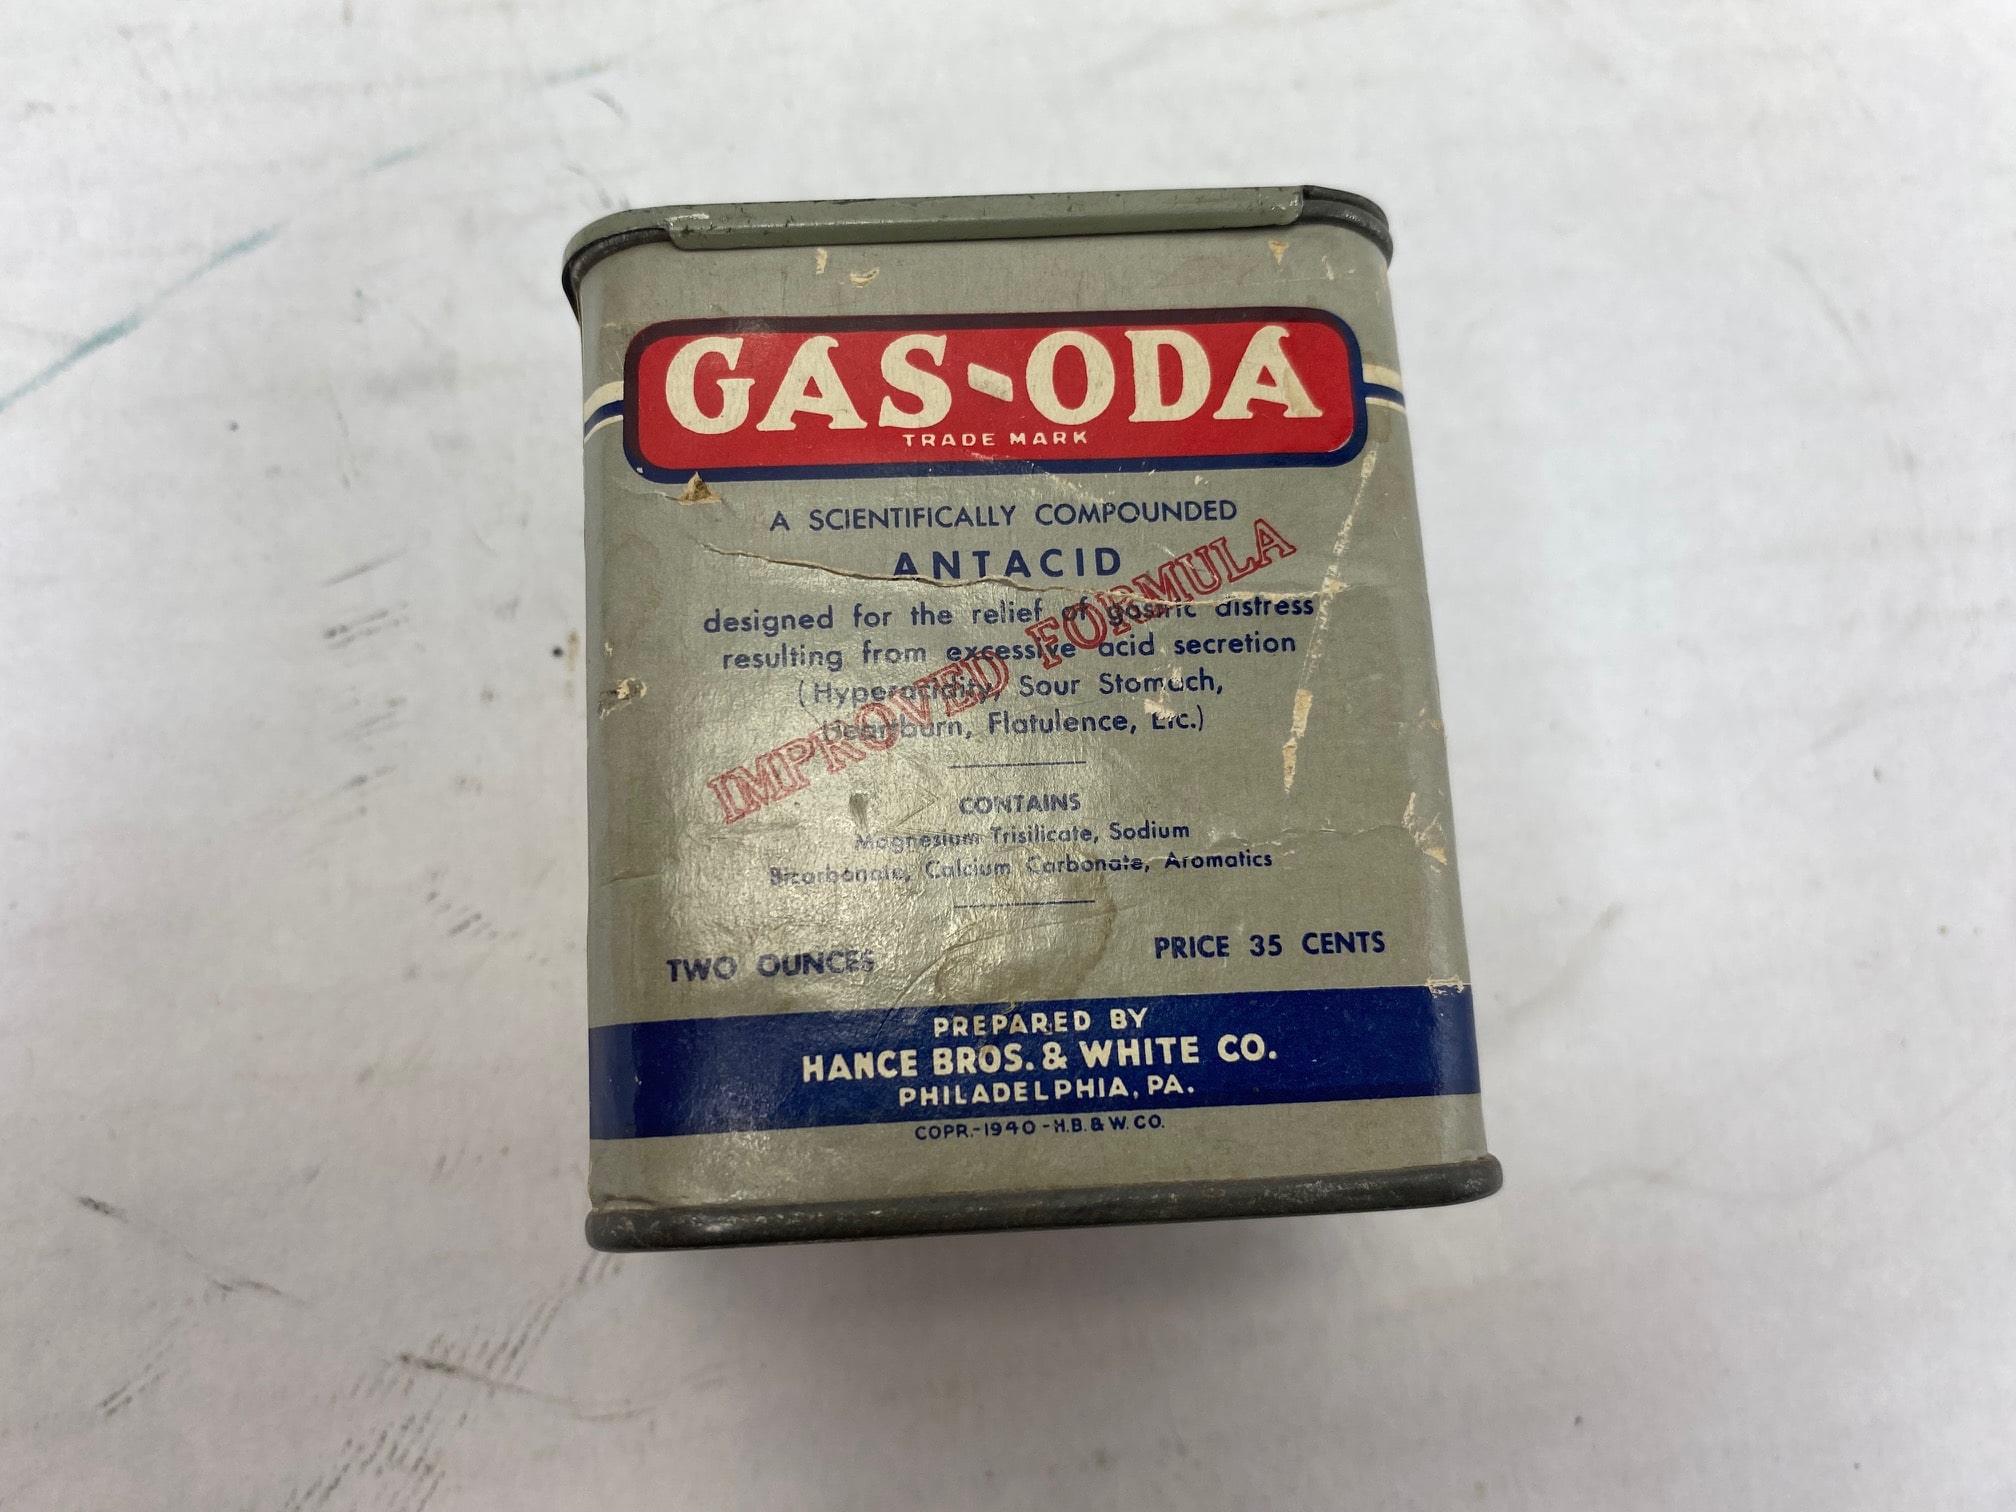 GAS-ODA
TRADE MARK
A SCIENTIFICALLY COMPOUNDED
ANTACID
designed for the relief of gastric distress
resulting from excessive acid secretion
(Hyperacidity, Sour Stomach,
Heartburn, Flatulence, Etc.)
IMPROVED FORMULA
CONTAINS
Magnesium Trisilicate, Sodium
Bicarbonate, Calcium Carbonate, Aromatics
TWO OUNCES
PRICE 35 CENTS
PREPARED BY
HANCE BROS. & WHITE CO.
PHILADELPHIA, PA.
COPR.-1940-H.B.& W. CO.